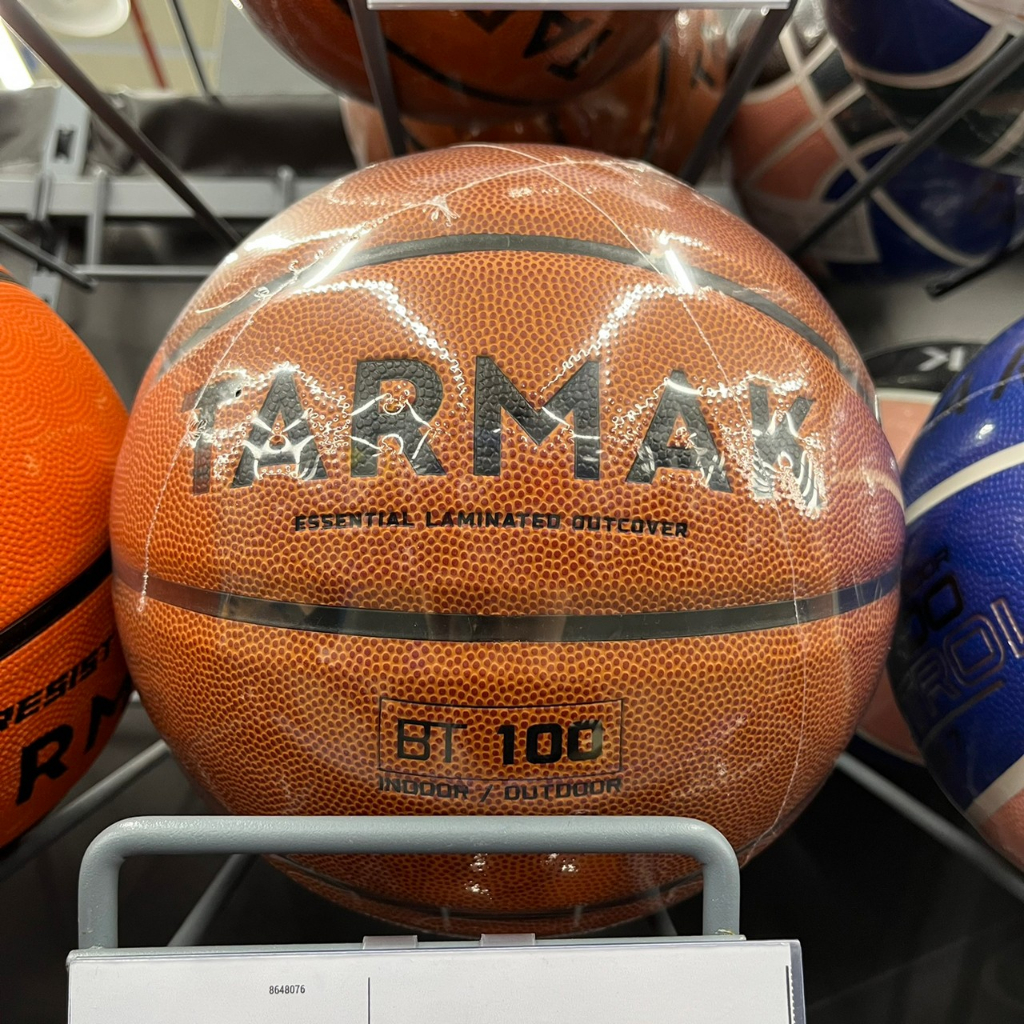 TARMAK
ESSENTIAL LAMINATED OUTCOVER
BT 100
INDOOR / OUTDOOR
RESIST
8648076